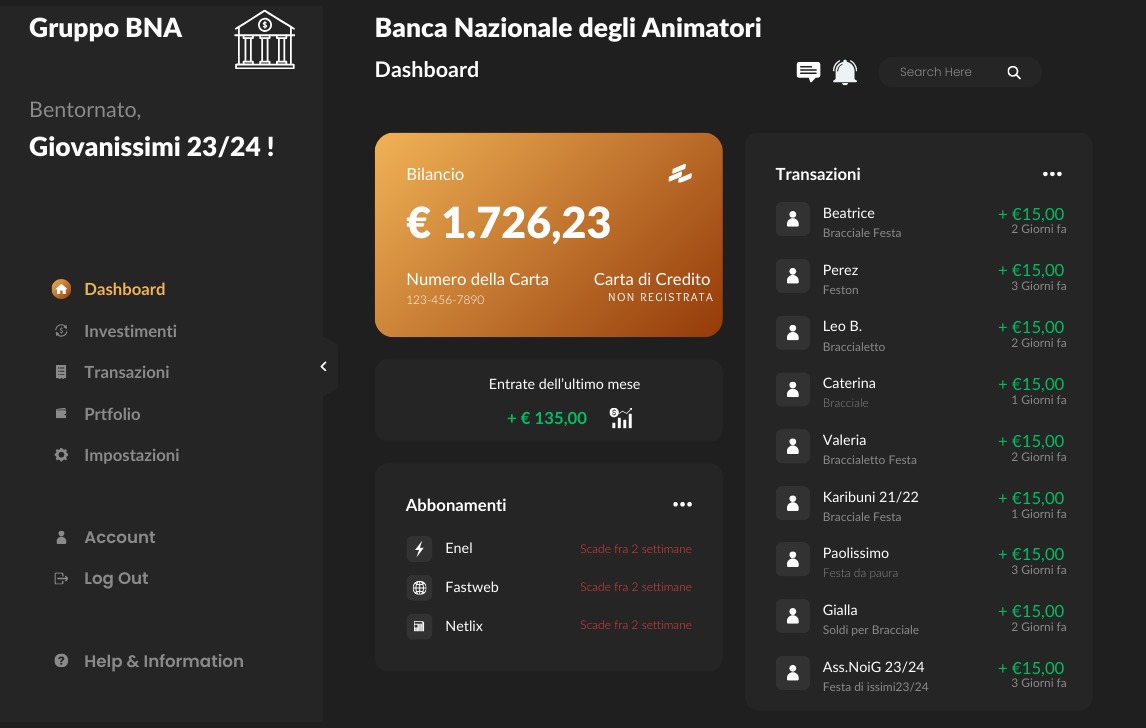 Gruppo BNA
Bentornato,
Giovanissimi 23/24 !
Dashboard
Investimenti
Transazioni
Prtfolio
Impostazioni
Account
Log Out
Help & Information
Banca Nazionale degli Animatori
Dashboard
Search Here
Bilancio
€ 1.726,23
Numero della Carta
Carta di Credito
123-456-7890
NON REGISTRATA
Entrate dell'ultimo mese
+ € 135,00
Abbonamenti
Enel
Scade fra 2 settimane
Fastweb
Scade fra 2 settimane
Netlix
Scade fra 2 settimane
Transazioni
Beatrice
+ €15,00
Bracciale Festa
2 Giorni fa
Perez
+ €15,00
Feston
3 Giorni fa
Leo B.
+ €15,00
Braccialetto
2 Giorni fa
Caterina
+ €15,00
Bracciale
1 Giorni fa
Valeria
+ €15,00
Braccialetto Festa
2 Giorni fa
Karibuni 21/22
+ €15,00
Bracciale Festa
1 Giorni fa
Paolissimo
+ €15,00
Festa da paura
3 Giorni fa
Gialla
+ €15,00
Soldi per Bracciale
2 Giorni fa
Ass.NoiG 23/24
+ €15,00
Festa di issimi23/24
3 Giorni fa